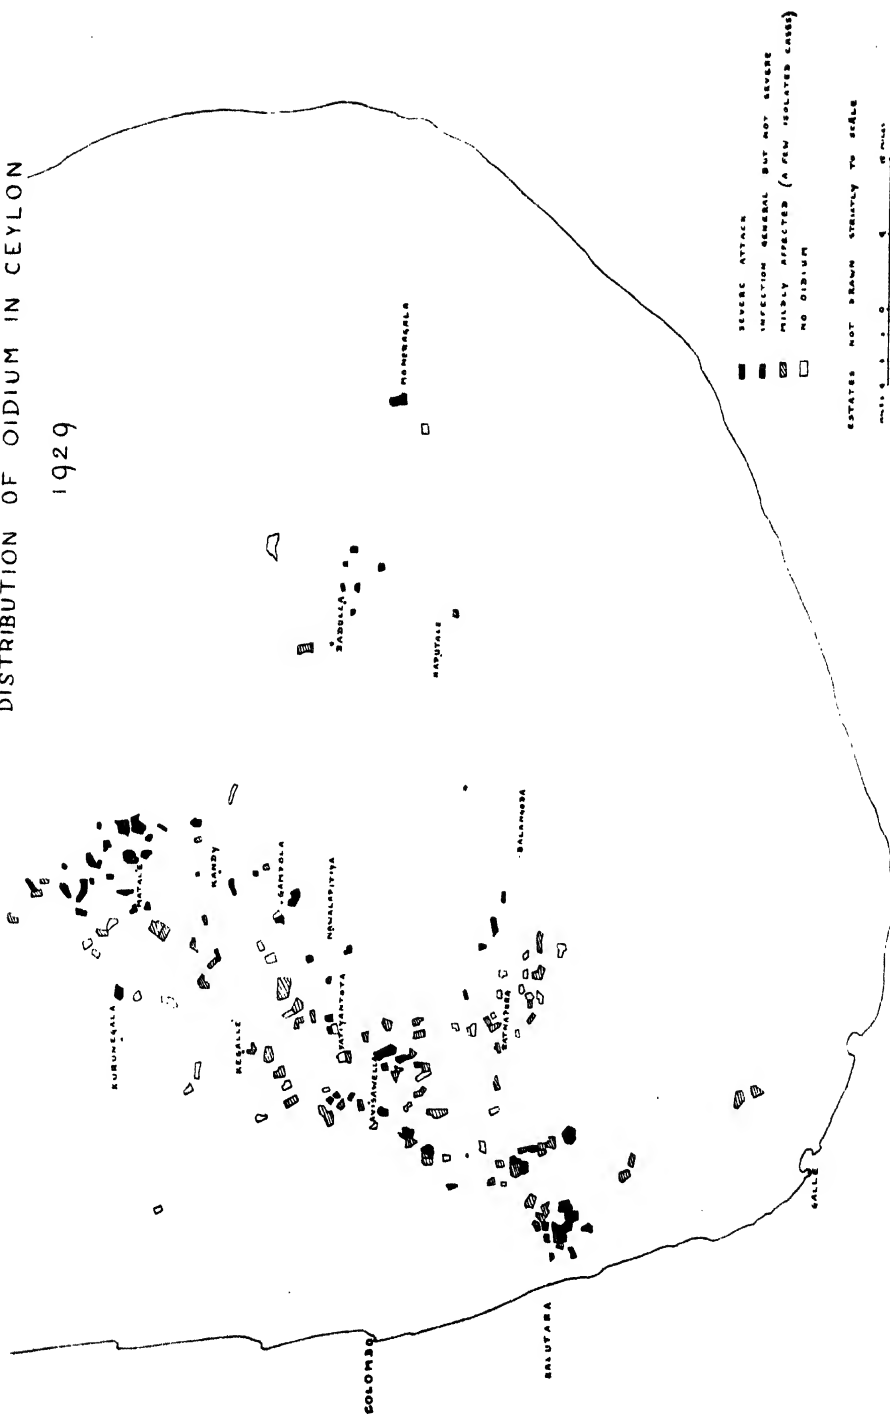 DISTRIBUTION OF OIDIUM IN CEYLON
1929
MATALE
KURUNEGALA
KANDY
KEGALLE
GAMPOLA
NAWALAPITIYA
YATIYANTOTA
AVISAWELLA
BADULLA
MONERAGALA
HAPUTALE
BALANGODA
RATNAPURA
COLOMBO
KALUTARA
GALLE
SEVERE ATTACK
INFECTION GENERAL BUT NOT SEVERE
MILDLY AFFECTED (A FEW ISOLATED CASES)
NO OIDIUM
ESTATES NOT DRAWN STRICTLY TO SCALE